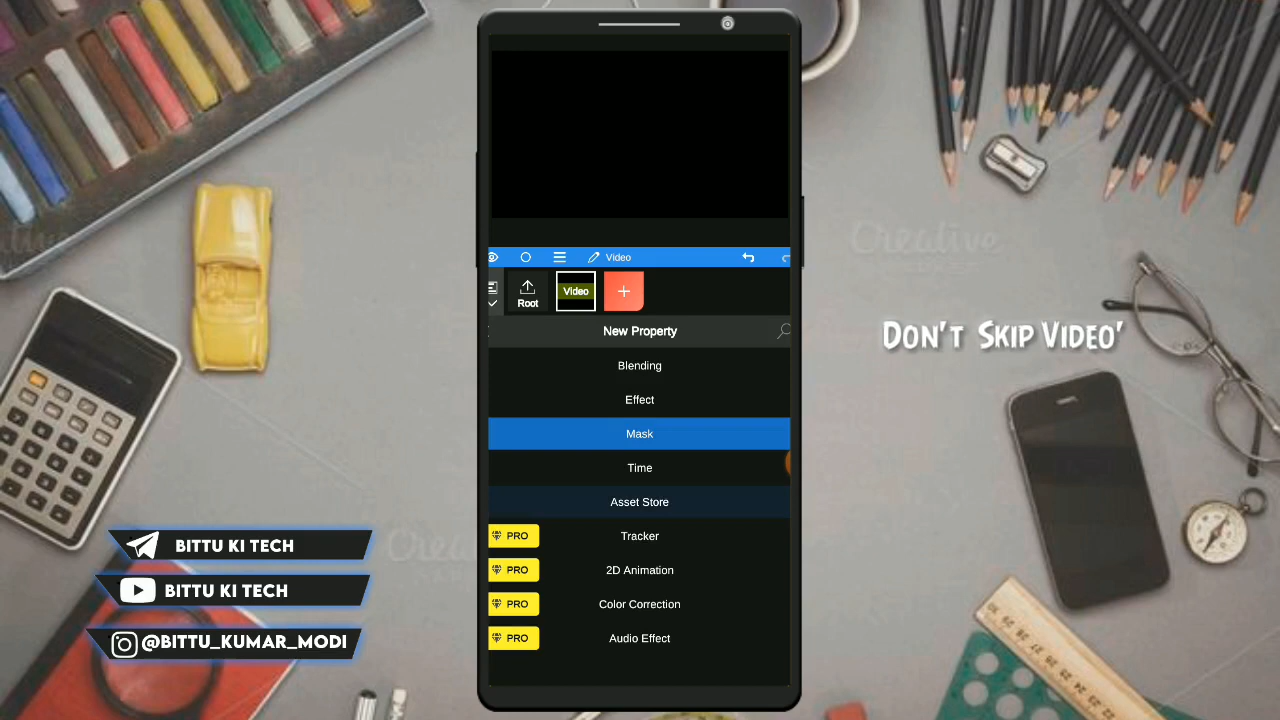 Video
Root
Video
New Property
Blending
Effect
Mask
Time
Asset Store
PRO Tracker
PRO 2D Animation
PRO Color Correction
PRO Audio Effect
DON'T SKIP VIDEO'
BITTU KI TECH
BITTU KI TECH
@BITTU_KUMAR_MODI
Creative